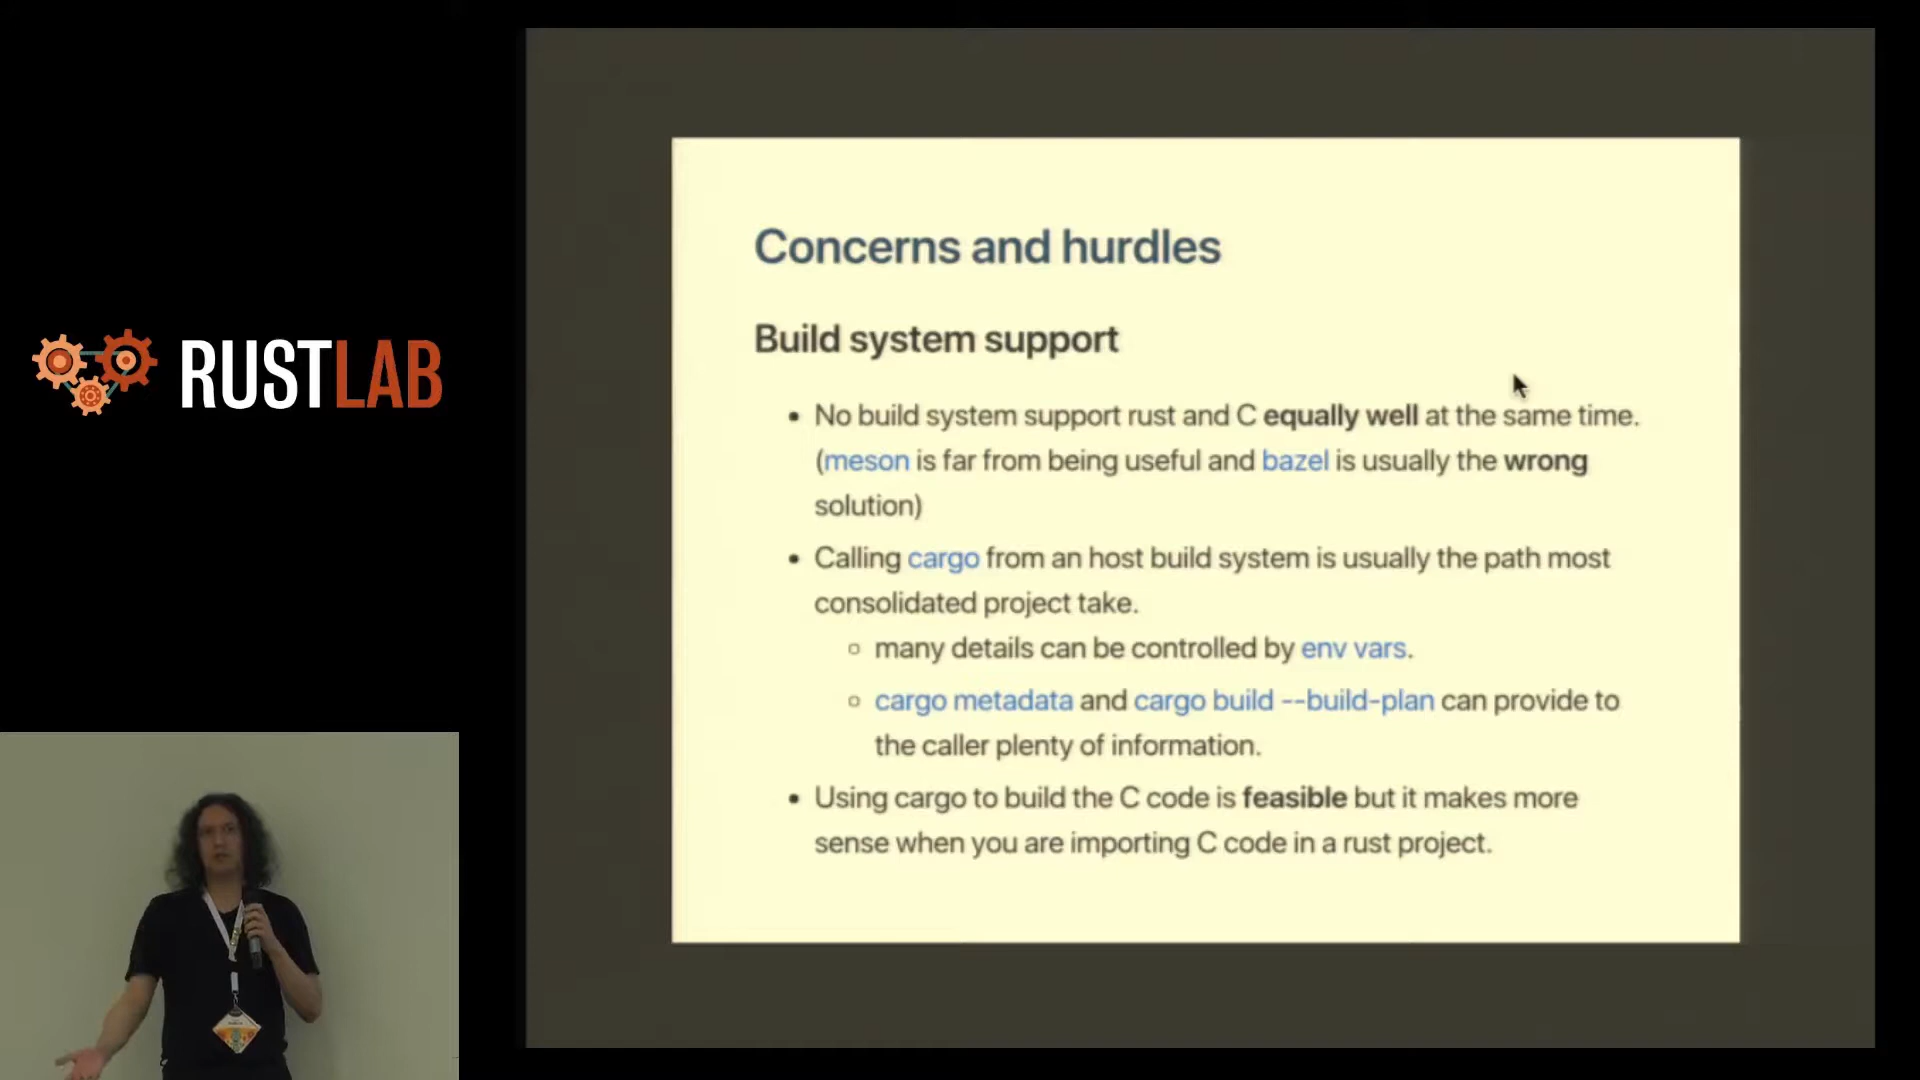 RUSTLAB
Concerns and hurdles
Build system support
• No build system support rust and C equally well at the same time.
(meson is far from being useful and bazel is usually the wrong
solution)
• Calling cargo from an host build system is usually the path most
consolidated project take.
○ many details can be controlled by env vars.
○ cargo metadata and cargo build --build-plan can provide to
the caller plenty of information.
• Using cargo to build the C code is feasible but it makes more
sense when you are importing C code in a rust project.